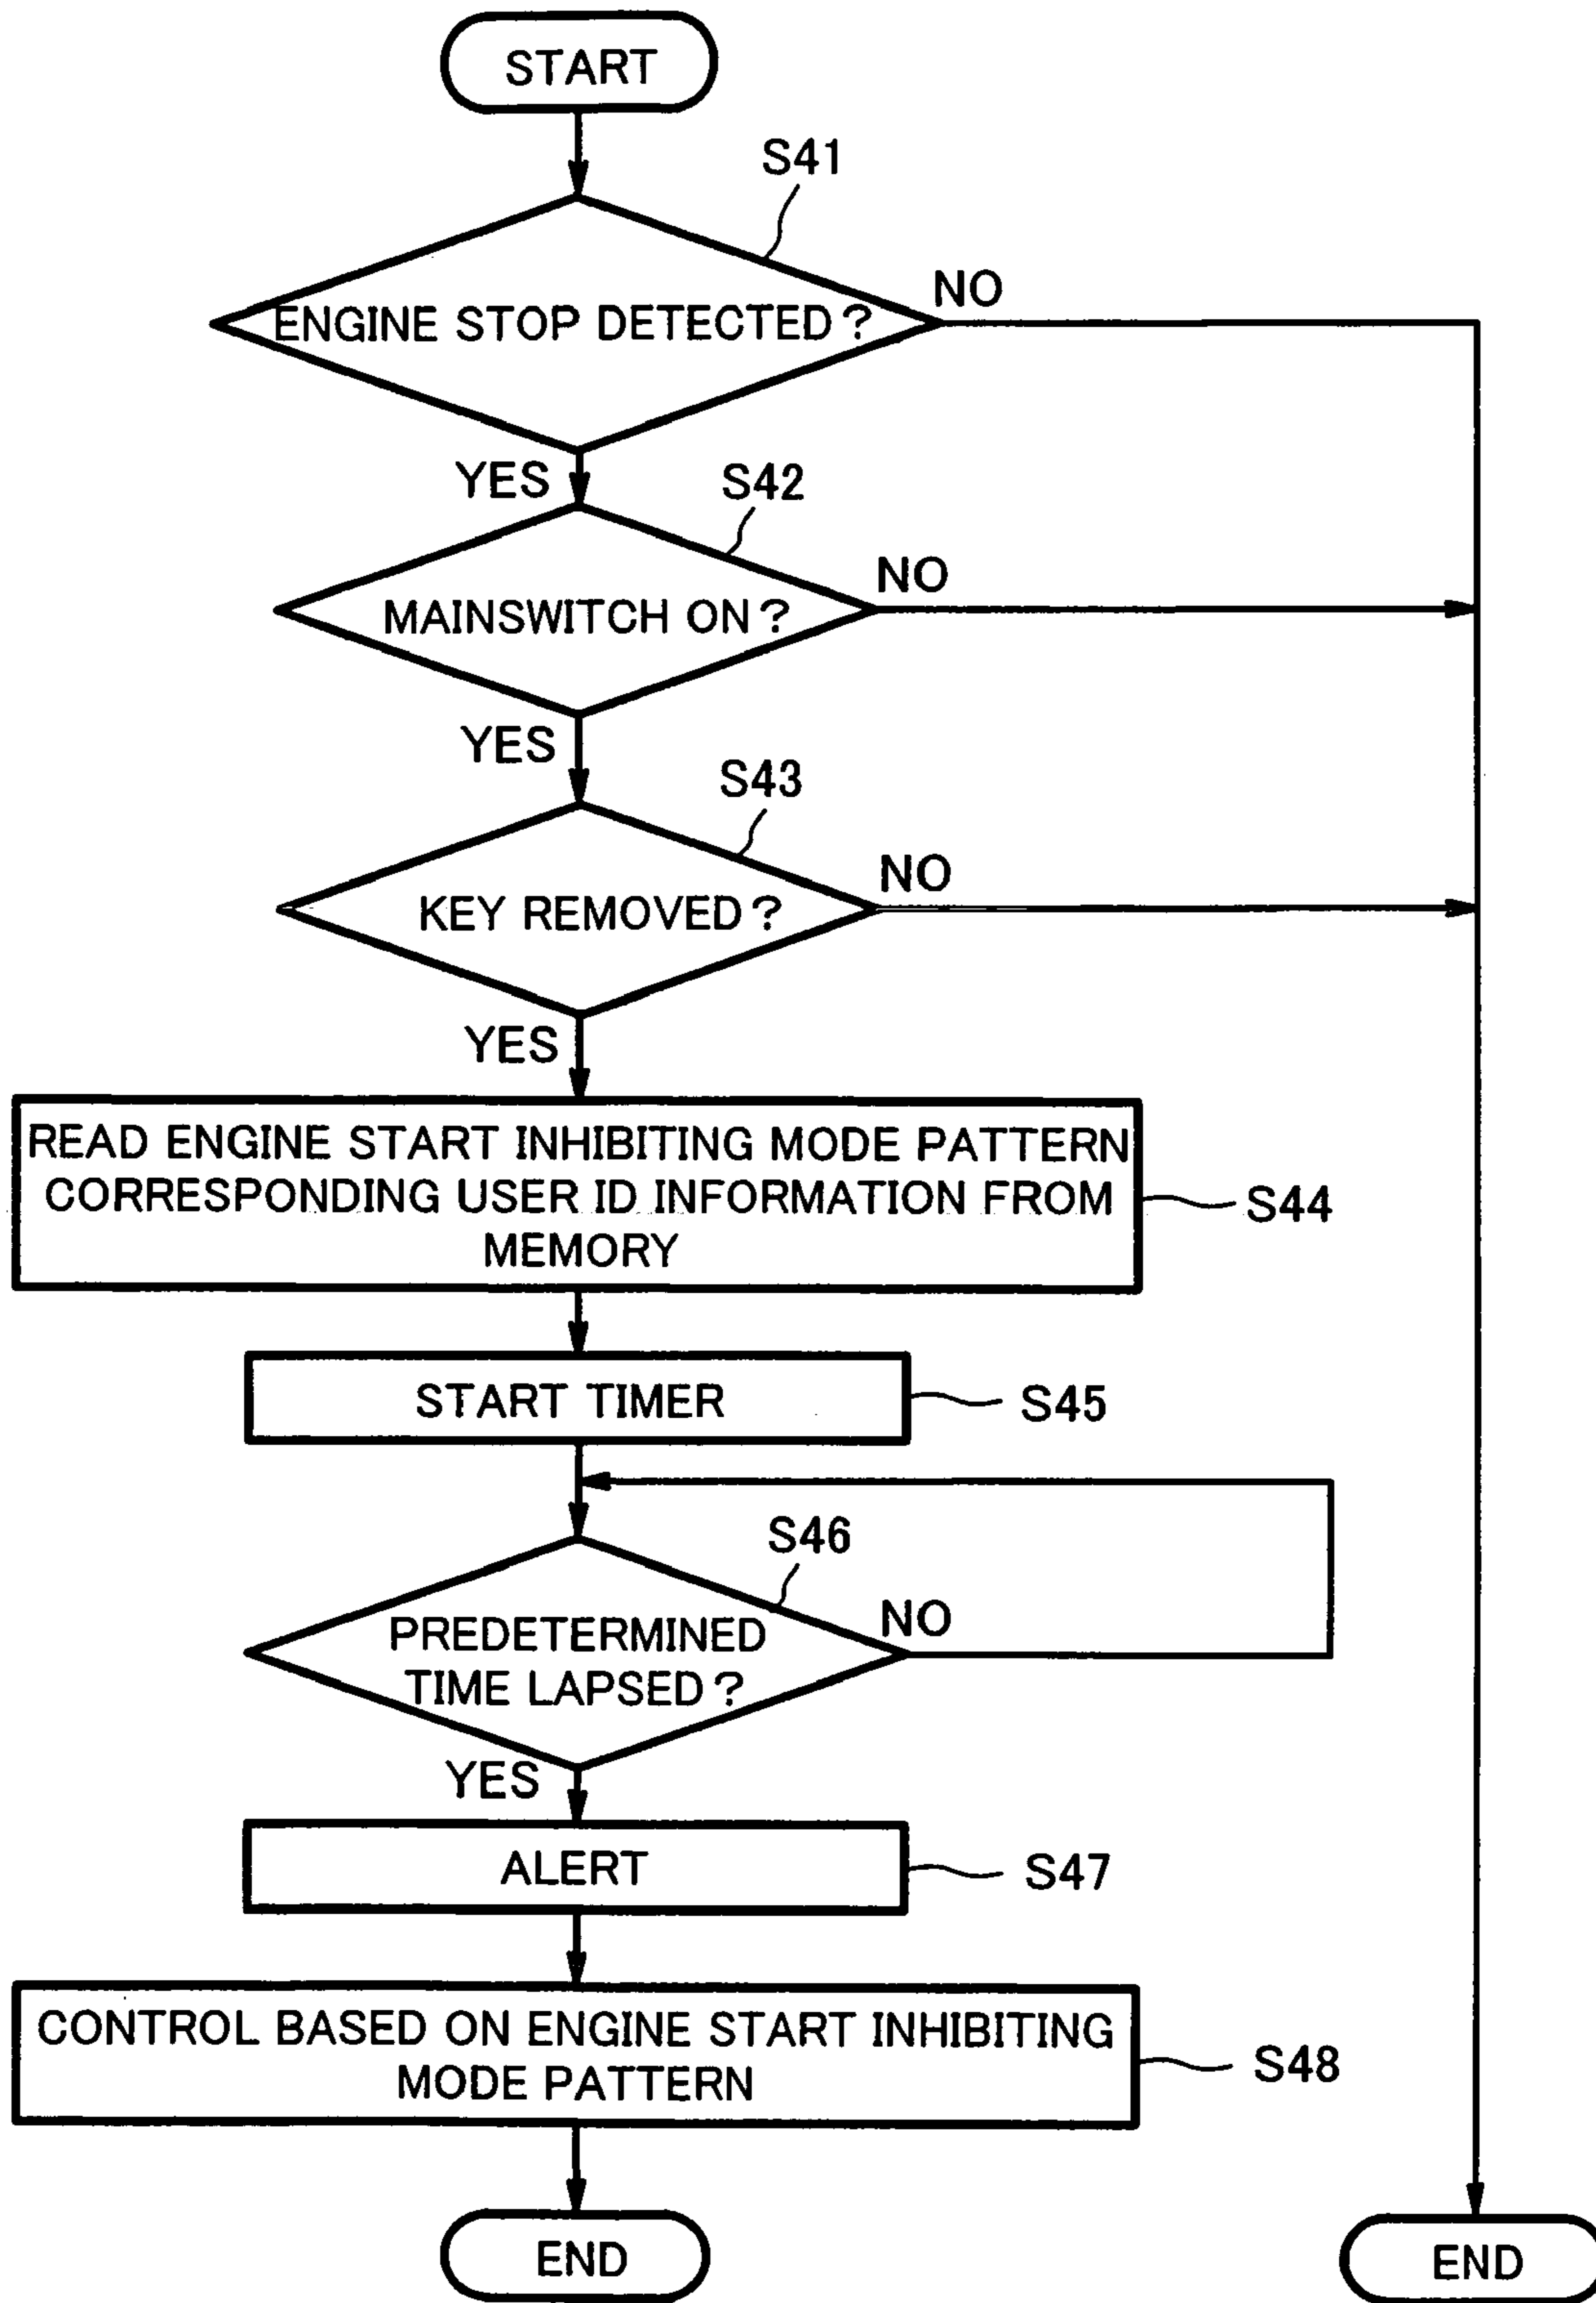 START
S41
ENGINE STOP DETECTED?
NO
YES
S42
MAINSWITCH ON?
NO
YES
S43
KEY REMOVED?
NO
YES
READ ENGINE START INHIBITING MODE PATTERN
CORRESPONDING USER ID INFORMATION FROM
MEMORY
S44
START TIMER
S45
S46
PREDETERMINED
TIME LAPSED?
NO
YES
ALERT
S47
CONTROL BASED ON ENGINE START INHIBITING
MODE PATTERN
S48
END
END